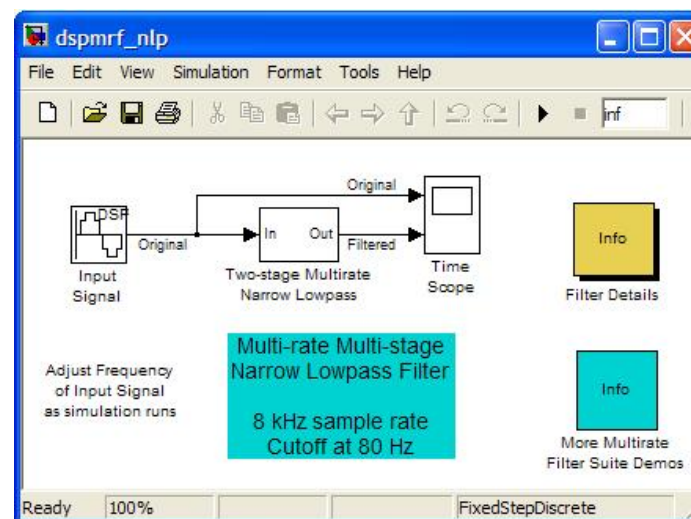 dspmrf_nlp
File Edit View Simulation Format Tools Help
inf
Original
DSP
Original
In Out
Filtered
Input
Signal
Two-stage Multirate
Narrow Lowpass
Time
Scope
Info
Filter Details
Adjust Frequency
of Input Signal
as simulation runs
Multi-rate Multi-stage
Narrow Lowpass Filter
8 kHz sample rate
Cutoff at 80 Hz
Info
More Multirate
Filter Suite Demos
Ready 100% FixedStepDiscrete